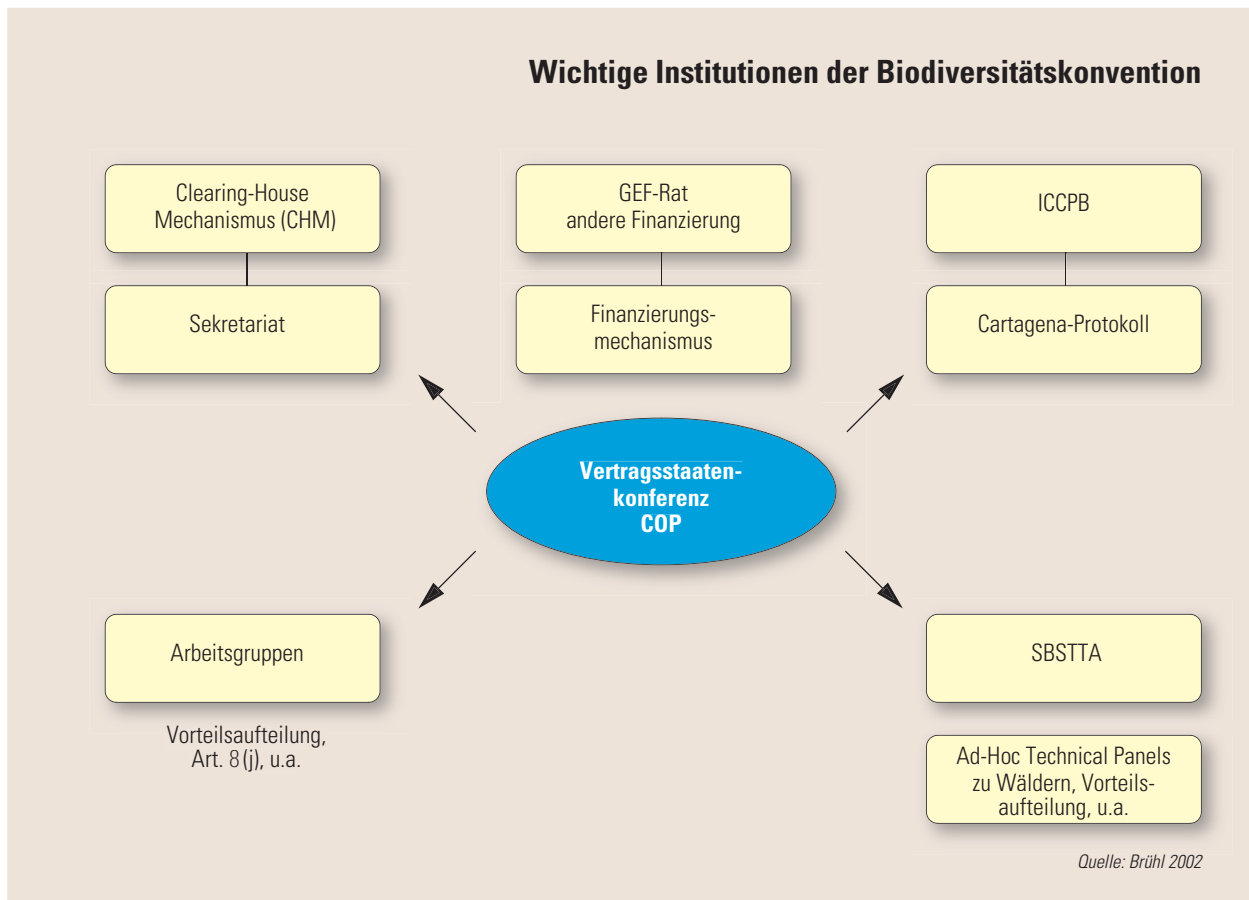 Wichtige Institutionen der Biodiversitätskonvention
Clearing-House
Mechanismus (CHM)
GEF-Rat
andere Finanzierung
ICCPB
Sekretariat
Finanzierungs-
mechanismus
Cartagena-Protokoll
Vertragsstaaten-
konferenz
COP
Arbeitsgruppen
Vorteilsaufteilung,
Art. 8(j), u.a.
SBSTTA
Ad-Hoc Technical Panels
zu Wäldern, Vorteils-
aufteilung, u.a.
Quelle: Brühl 2002